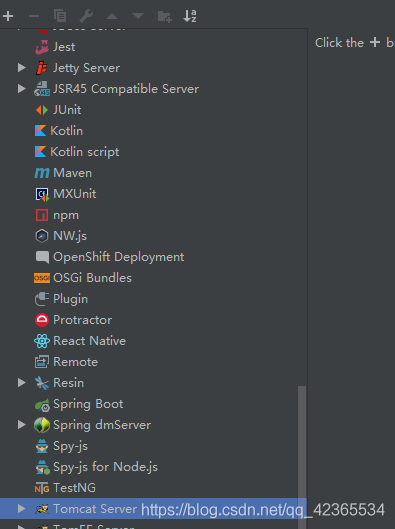 Jest
Click the + b
Jetty Server
JSR45 Compatible Server
JUnit
Kotlin
Kotlin script
Maven
MXUnit
npm
NW.js
OpenShift Deployment
OSGi Bundles
Plugin
Protractor
React Native
Remote
Resin
Spring Boot
Spring dmServer
Spy-js
Spy-js for Node.js
TestNG
Tomcat Server https://blog.csdn.net/qq_42365534